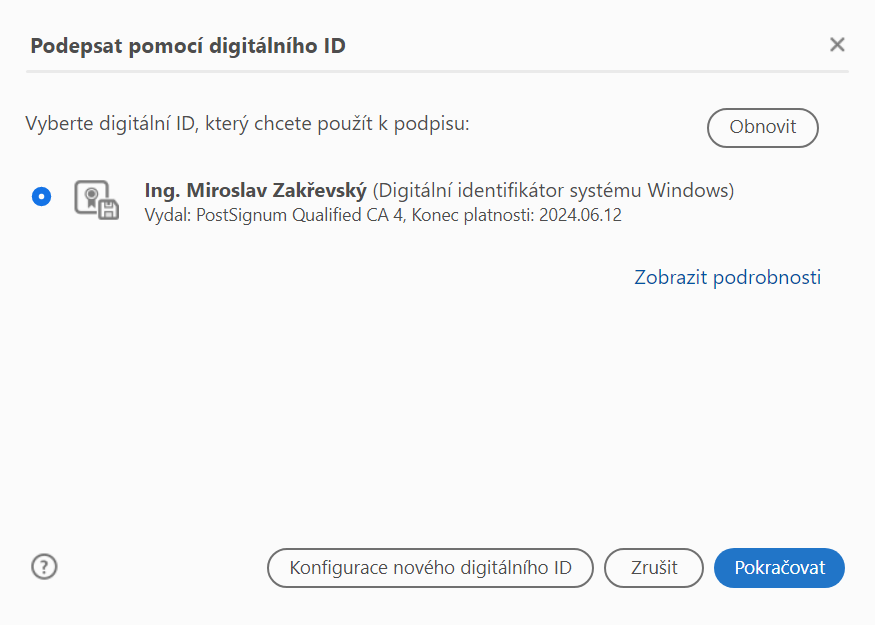 Podepsat pomocí digitálního ID
Vyberte digitální ID, který chcete použít k podpisu:
Obnovit
Ing. Miroslav Zakřevský (Digitální identifikátor systému Windows)
Vydal: PostSignum Qualified CA 4, Konec platnosti: 2024.06.12
Zobrazit podrobnosti
?
Konfigurace nového digitálního ID
Zrušit
Pokračovat